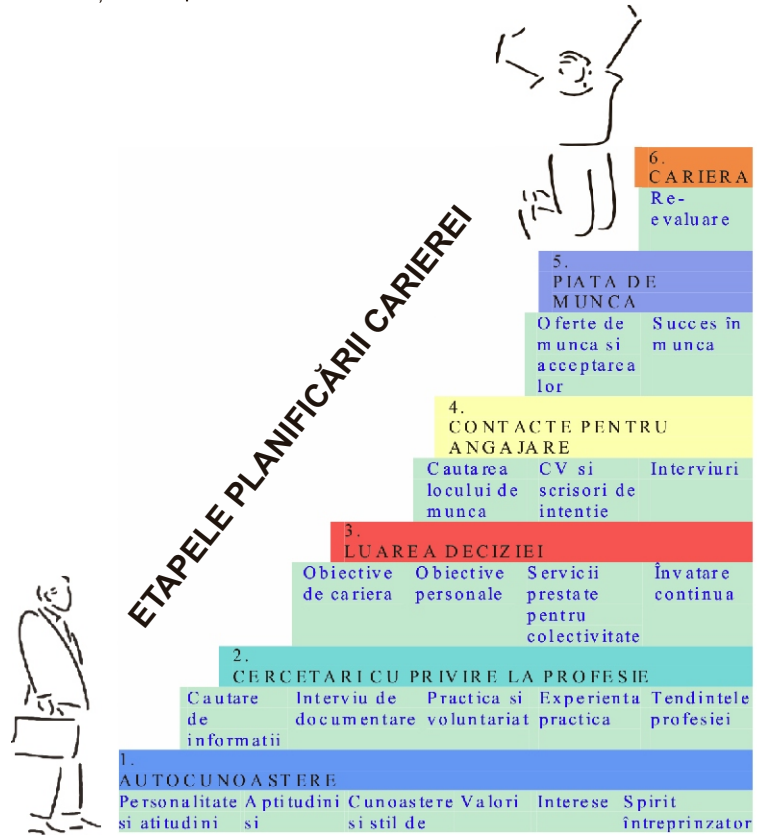 ETAPELE PLANIFICĂRII CARIEREI
6.
CARIERA
Re-
evaluare
5.
PIATA DE
MUNCA
Oferte de Succes în
munca si munca
acceptarea
lor
4.
CONTACTE PENTRU
ANGAJARE
Cautarea CV si Interviuri
locului de scrisori de
munca intentie
3.
LUAREA DECIZIEI
Obiective Obiective Servicii Învatare
de cariera personale prestate continua
pentru
colectivitate
2.
CERCETARI CU PRIVIRE LA PROFESIE
Cautare Interviu de Practica si Experienta Tendintele
de documentare voluntariat practica profesiei
informatii
1.
AUTOCUNOASTERE
Personalitate Aptitudini Cunoastere Valori Interese Spirit
si atitudini si si stil de întreprinzator